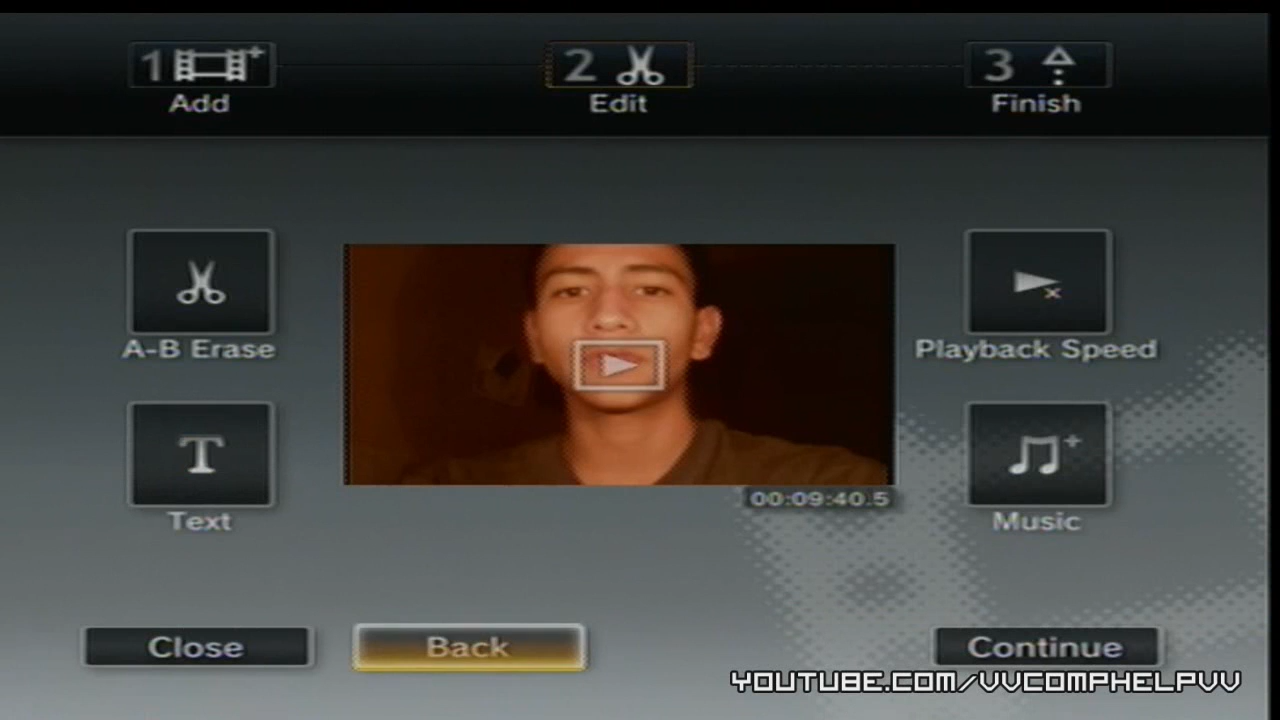 1 2 3
Add Edit Finish
A-B Erase Playback Speed
00:09:40.5
Text Music
Close Back Continue
YOUTUBE.COM/VVCOMPHELPVV